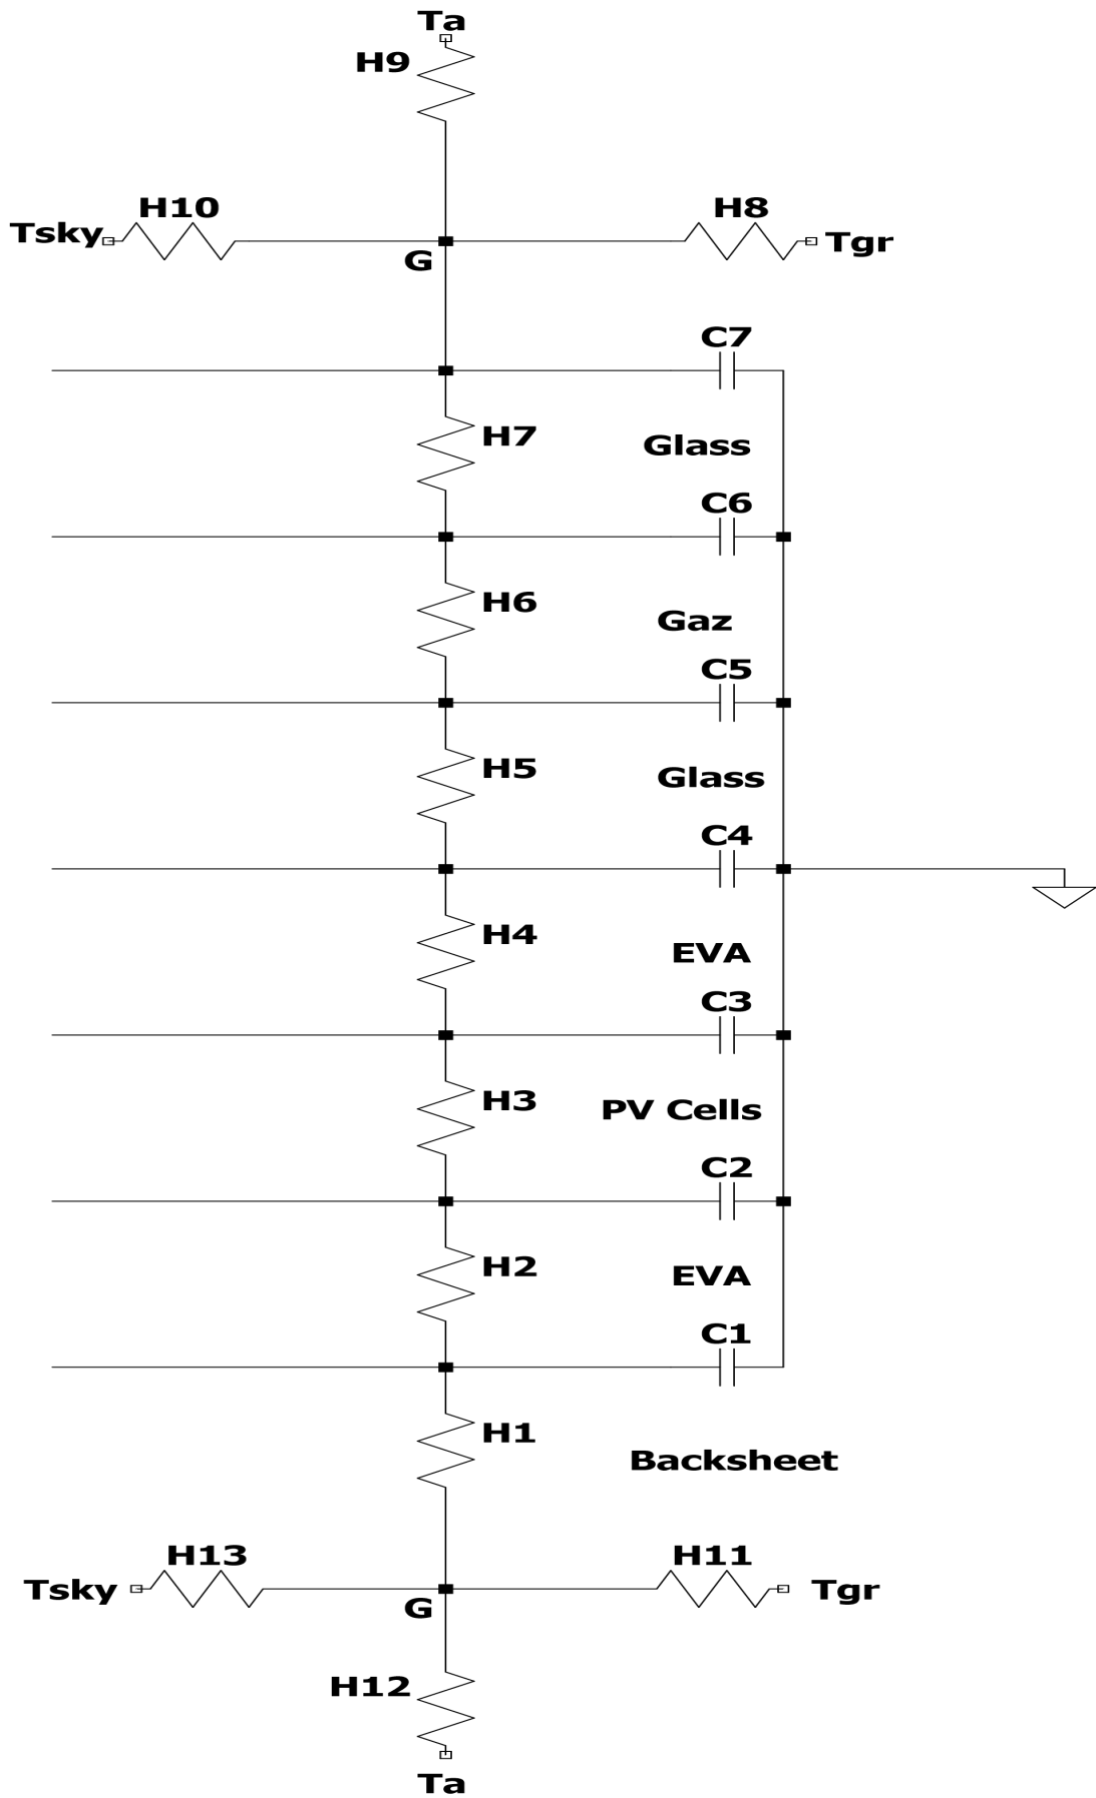 Ta
H9
H10
H8
Tsky
Tgr
G
C7
H7
Glass
C6
H6
Gaz
C5
H5
Glass
C4
H4
EVA
C3
H3
PV Cells
C2
H2
EVA
C1
H1
Backsheet
H13
H11
Tsky
Tgr
G
H12
Ta